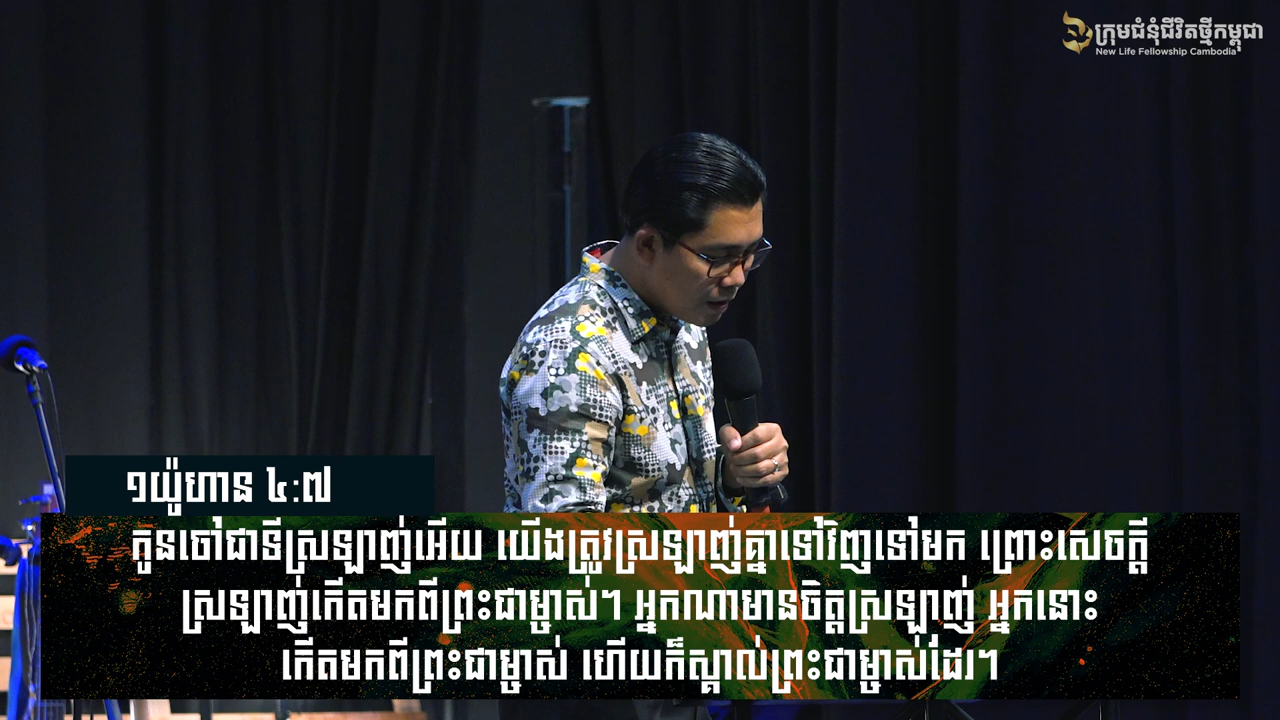 ក្រុមជំនុំជីវិតថ្មីកម្ពុជា
New Life Fellowship Cambodia
១យ៉ូហាន ៤:៧
កូនចៅជាទីស្រឡាញ់អើយ យើងត្រូវស្រឡាញ់គ្នាទៅវិញទៅមក ព្រោះសេចក្ដី
ស្រឡាញ់កើតមកពីព្រះជាម្ចាស់។ អ្នកណាមានចិត្តស្រឡាញ់ អ្នកនោះ
កើតមកពីព្រះជាម្ចាស់ ហើយក៏ស្គាល់ព្រះជាម្ចាស់ដែរ។